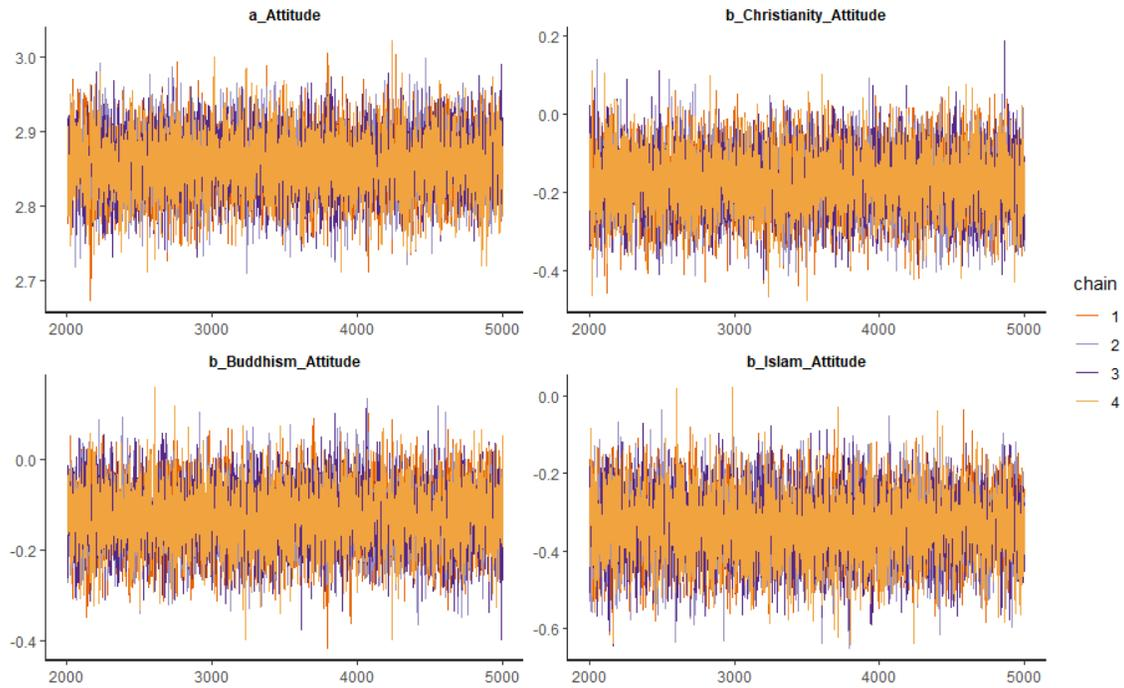 a_Attitude
b_Christianity_Attitude
3.0
2.9
2.8
2.7
0.2
0.0
-0.2
-0.4
2000 3000 4000 5000
2000 3000 4000 5000
b_Buddhism_Attitude
b_Islam_Attitude
0.0
-0.2
-0.4
0.0
-0.2
-0.4
-0.6
2000 3000 4000 5000
2000 3000 4000 5000
chain
1
2
3
4